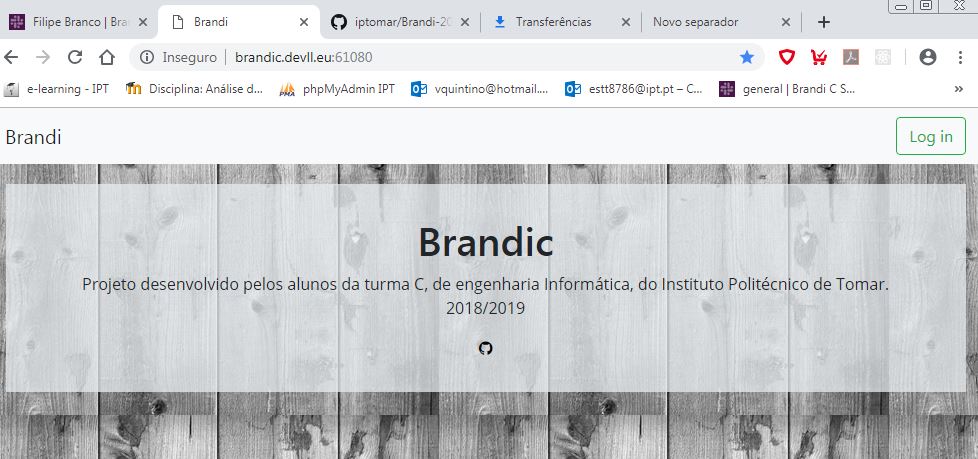 Filipe Branco | Bran
Brandi
iptomar/Brandi-20
Transferências
Novo separador
Inseguro | brandic.devll.eu:61080
e-learning - IPT
Disciplina: Análise d...
phpMyAdmin IPT
vquintino@hotmail....
estt8786@ipt.pt – C...
general | Brandi C S...
»
Brandi
Log in
Brandic
Projeto desenvolvido pelos alunos da turma C, de engenharia Informática, do Instituto Politécnico de Tomar.
2018/2019